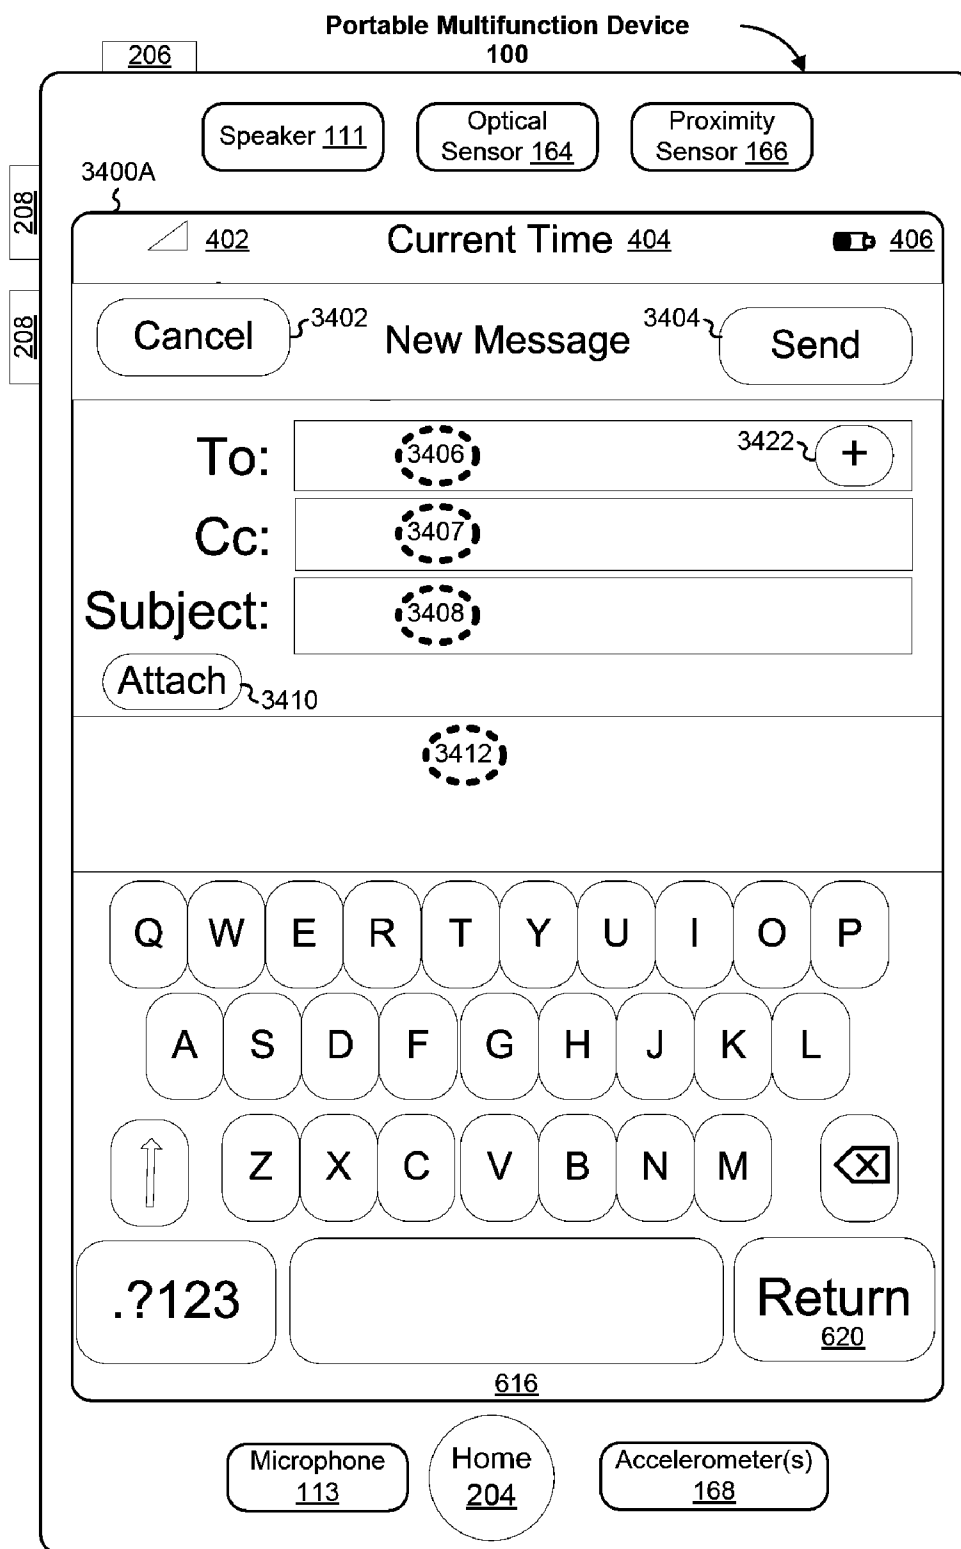 Portable Multifunction Device
100
206
Speaker 111
Optical
Sensor 164
Proximity
Sensor 166
208
208
3400A
402
Current Time 404
406
Cancel
3402
New Message
3404
Send
To:
3406
3422
+
Cc:
3407
Subject:
3408
Attach
3410
3412
Q W E R T Y U I O P
A S D F G H J K L
Z X C V B N M
.?123
Return
620
616
Microphone
113
Home
204
Accelerometer(s)
168